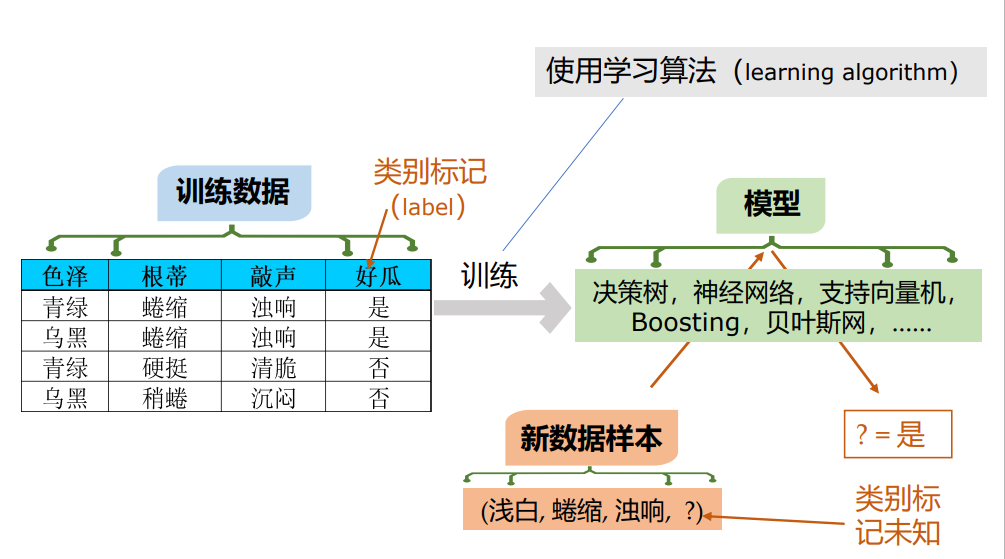 使用学习算法（learning algorithm）
训练数据
类别标记
（label）
色泽 根蒂 敲声 好瓜
青绿 蜷缩 浊响 是
乌黑 蜷缩 浊响 是
青绿 硬挺 清脆 否
乌黑 稍蜷 沉闷 否
训练
模型
决策树，神经网络，支持向量机，
Boosting，贝叶斯网，......
新数据样本
(浅白, 蜷缩, 浊响, ?)
? = 是
类别标
记未知